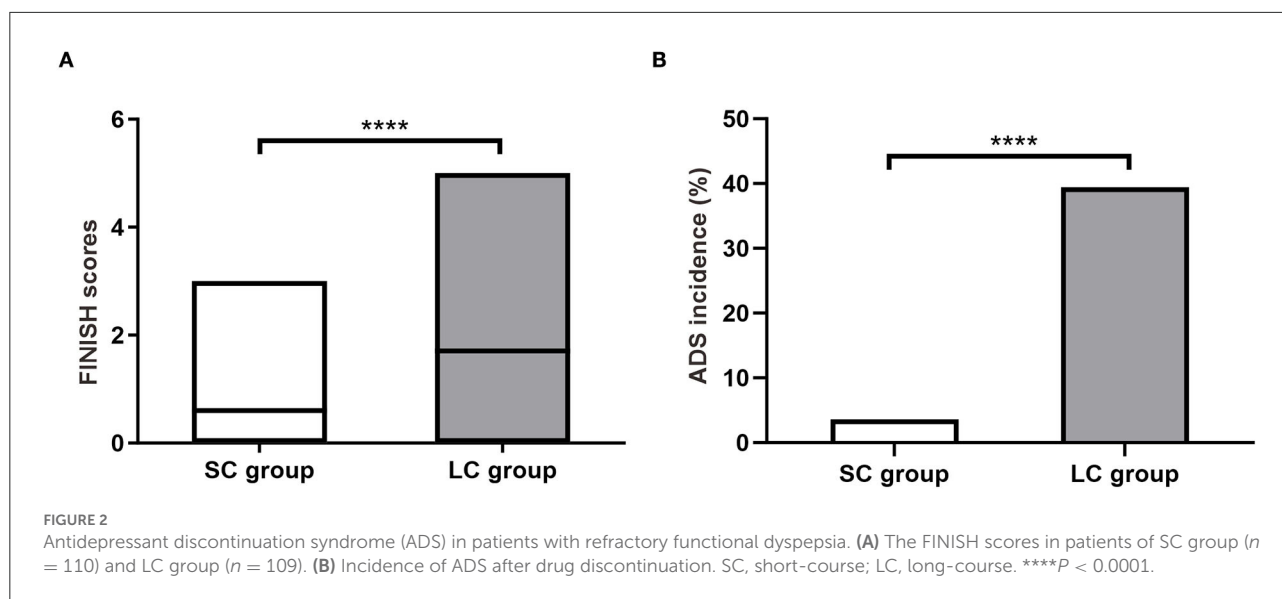 A
B
FINISH scores
6
4
2
0
****
SC group
LC group
ADS incidence (%)
50
40
30
20
10
0
****
SC group
LC group
FIGURE 2
Antidepressant discontinuation syndrome (ADS) in patients with refractory functional dyspepsia. (A) The FINISH scores in patients of SC group (n
= 110) and LC group (n = 109). (B) Incidence of ADS after drug discontinuation. SC, short-course; LC, long-course. ****P < 0.0001.